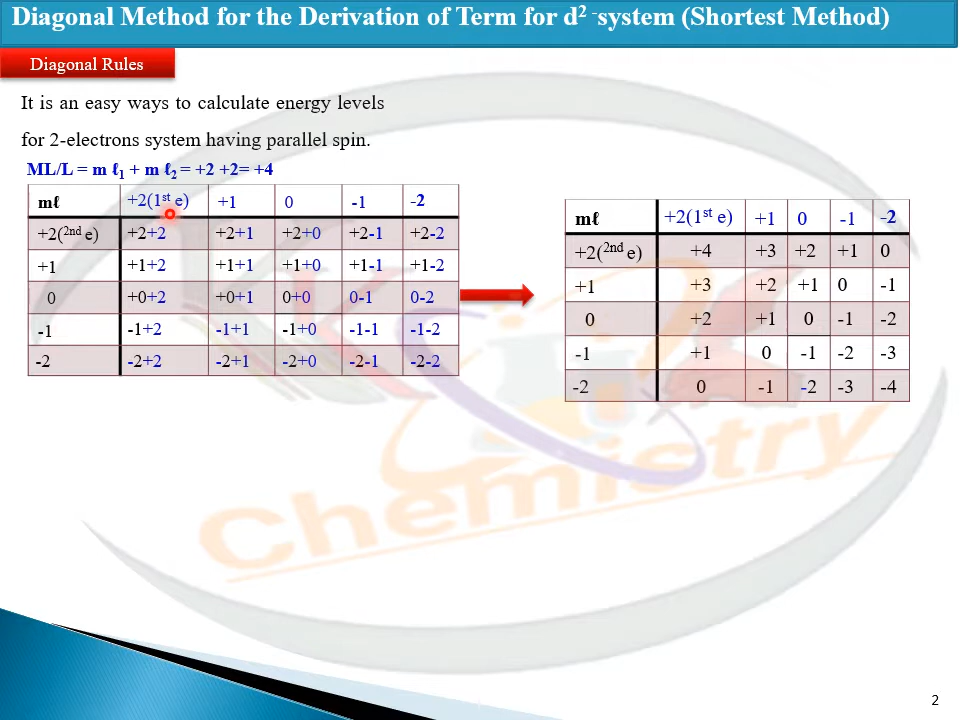 Diagonal Method for the Derivation of Term for d² -system (Shortest Method)
Diagonal Rules
It is an easy ways to calculate energy levels
for 2-electrons system having parallel spin.
ML/L = m ℓ₁ + m ℓ₂ = +2 +2= +4
mℓ +2(1ˢᵗ e) +1 0 -1 -2
+2(²ⁿᵈ e) +2+2 +2+1 +2+0 +2-1 +2-2
+1 +1+2 +1+1 +1+0 +1-1 +1-2
0 +0+2 +0+1 0+0 0-1 0-2
-1 -1+2 -1+1 -1+0 -1-1 -1-2
-2 -2+2 -2+1 -2+0 -2-1 -2-2
mℓ +2(1ˢᵗ e) +1 0 -1 -2
+2(²ⁿᵈ e) +4 +3 +2 +1 0
+1 +3 +2 +1 0 -1
0 +2 +1 0 -1 -2
-1 +1 0 -1 -2 -3
-2 0 -1 -2 -3 -4
Chemistry
2